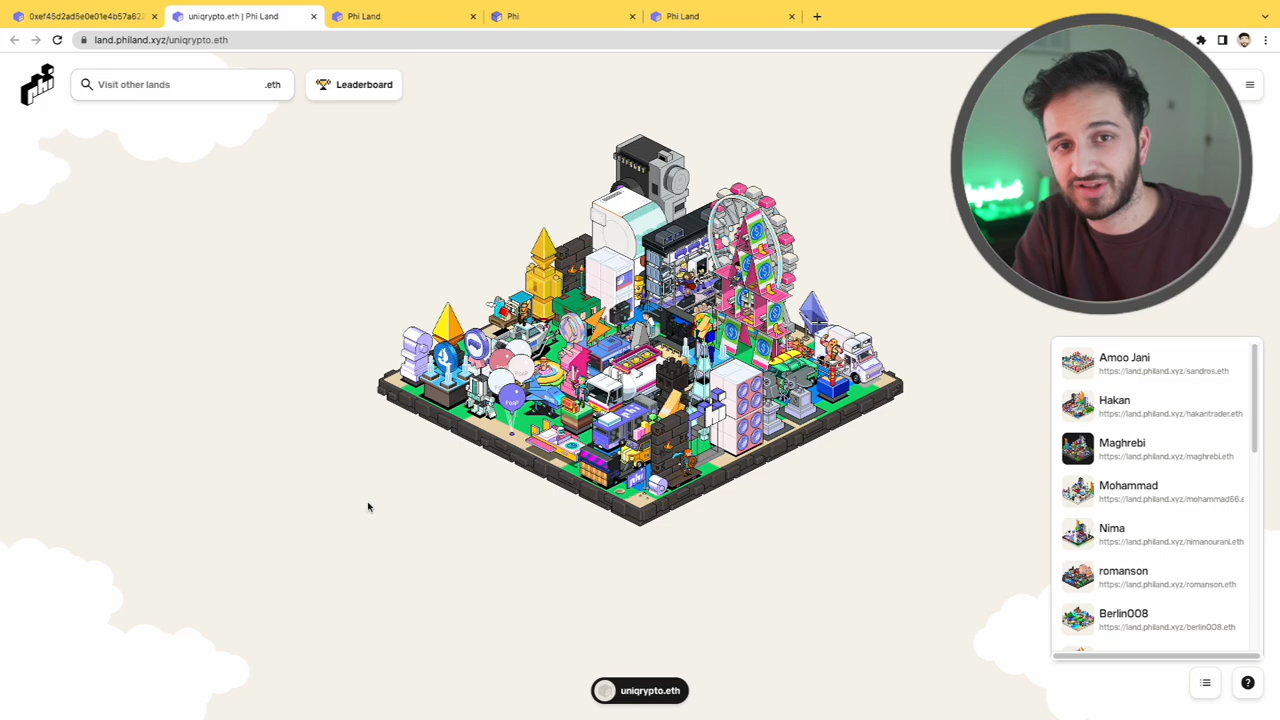 0xef45d2ad5e0e01e4b57a622
uniqrypto.eth | Phi Land
Phi Land
Phi
Phi Land
land.philand.xyz/uniqrypto.eth
Visit other lands
.eth
Leaderboard
Amoo Jani
https://land.philand.xyz/sandros.eth
Hakan
https://land.philand.xyz/hakantrader.eth
Maghrebi
https://land.philand.xyz/maghrebi.eth
Mohammad
https://land.philand.xyz/mohammad66.e
Nima
https://land.philand.xyz/nimanourani.eth
romanson
https://land.philand.xyz/romanson.eth
Berlin008
https://land.philand.xyz/berlin008.eth
phi
uniqrypto.eth